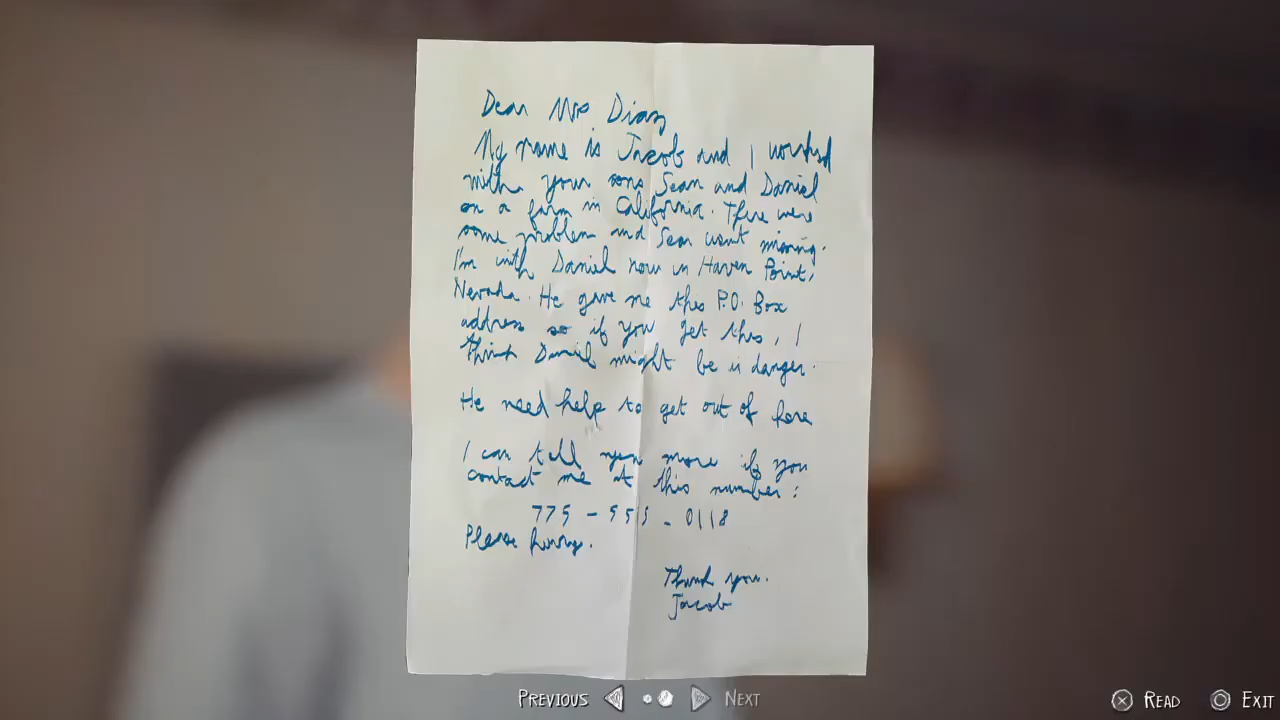 Dear Mrs Diaz
My name is Jacob and I worked
with your sons Sean and Daniel
on a farm in California. There were
some problem and Sean went missing.
I'm with Daniel now in Haven Point,
Nevada. He gave me this P.O. Box
address so if you get this, I
think Daniel might be in danger.
He need help to get out of here
I can tell you more if you
contact me at this number:
775-555-0118
Please hurry.
Thank you.
Jacob
PREVIOUS NEXT
READ EXIT